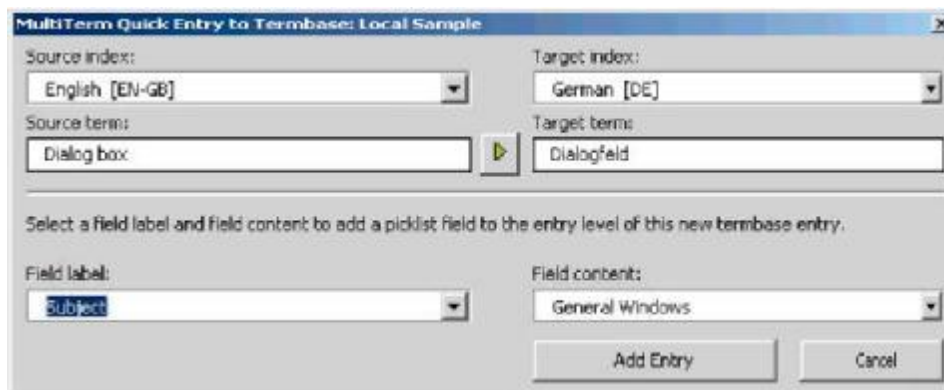 MultiTerm Quick Entry to Termbase: Local Sample
Source index:
Target index:
English [EN-GB]
German [DE]
Source term:
Target term:
Dialog box
Dialogfeld
Select a field label and field content to add a picklist field to the entry level of this new termbase entry.
Field label:
Field content:
Subject
General Windows
Add Entry
Cancel